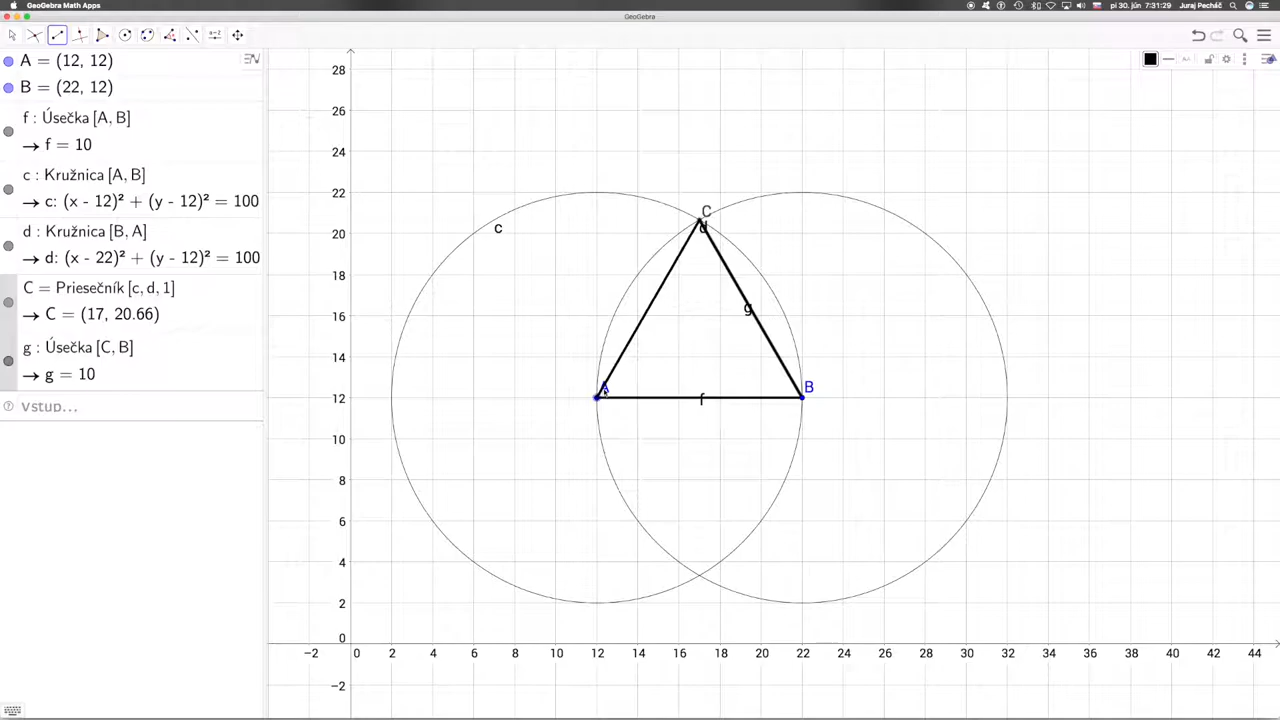 GeoGebra Math Apps
pi 30. jún 7:31:29 Juraj Pecháč
GeoGebra
A = (12, 12)
B = (22, 12)
f : Úsečka [A, B]
→ f = 10
c : Kružnica [A, B]
→ c: (x - 12)² + (y - 12)² = 100
d : Kružnica [B, A]
→ d: (x - 22)² + (y - 12)² = 100
C = Priesečník [c, d, 1]
→ C = (17, 20.66)
g : Úsečka [C, B]
→ g = 10
Vstup...
28
26
24
22
20
18
16
14
12
10
8
6
4
2
0
−2
C
c
d
g
A
B
f
−2 0 2 4 6 8 10 12 14 16 18 20 22 24 26 28 30 32 34 36 38 40 42 44